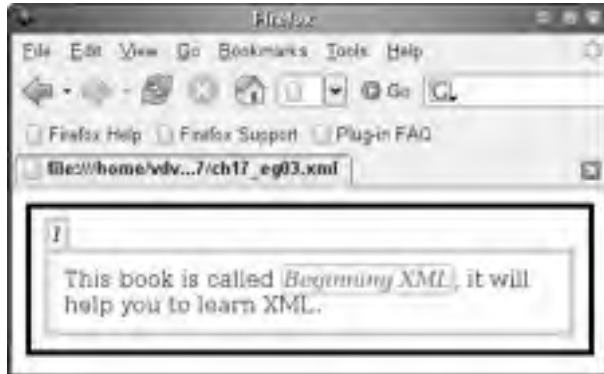 Firefox
File Edit View Go Bookmarks Tools Help
Go G
Firefox Help Firefox Support Plug-in FAQ
file:///home/vdv...7/ch17_eg03.xml
1
This book is called Beginning XML, it will
help you to learn XML.